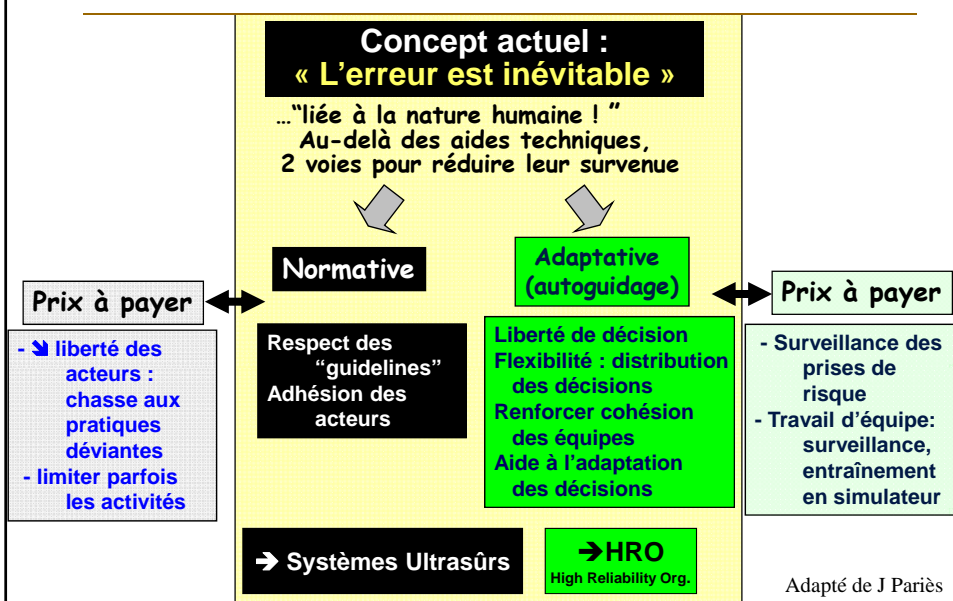 Concept actuel :
« L'erreur est inévitable »
…“liée à la nature humaine ! ”
Au-delà des aides techniques,
2 voies pour réduire leur survenue
Normative
Adaptative
(autoguidage)
Prix à payer
- ➘ liberté des
acteurs :
chasse aux
pratiques
déviantes
- limiter parfois
les activités
Respect des
“guidelines”
Adhésion des
acteurs
Liberté de décision
Flexibilité : distribution
des décisions
Renforcer cohésion
des équipes
Aide à l'adaptation
des décisions
Prix à payer
- Surveillance des
prises de
risque
- Travail d'équipe:
surveillance,
entraînement
en simulateur
➔ Systèmes Ultrasûrs
➔HRO
High Reliability Org.
Adapté de J Pariès